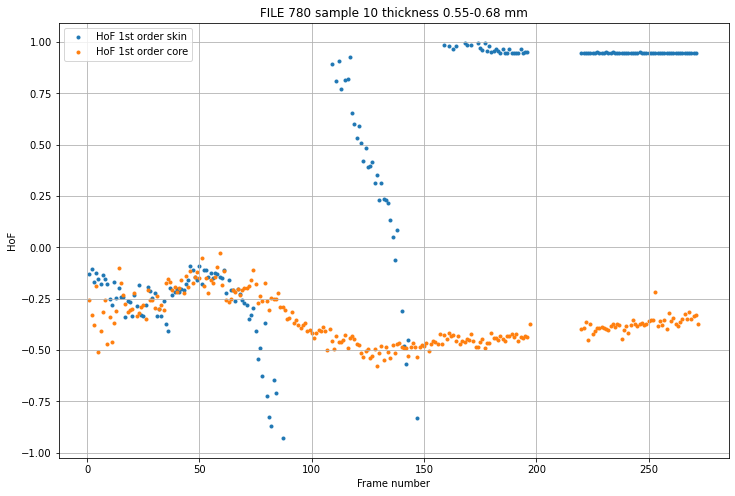 FILE 780 sample 10 thickness 0.55-0.68 mm
HoF 1st order skin
HoF 1st order core
1.00
0.75
0.50
0.25
0.00
−0.25
−0.50
−0.75
−1.00
HoF
0 50 100 150 200 250
Frame number